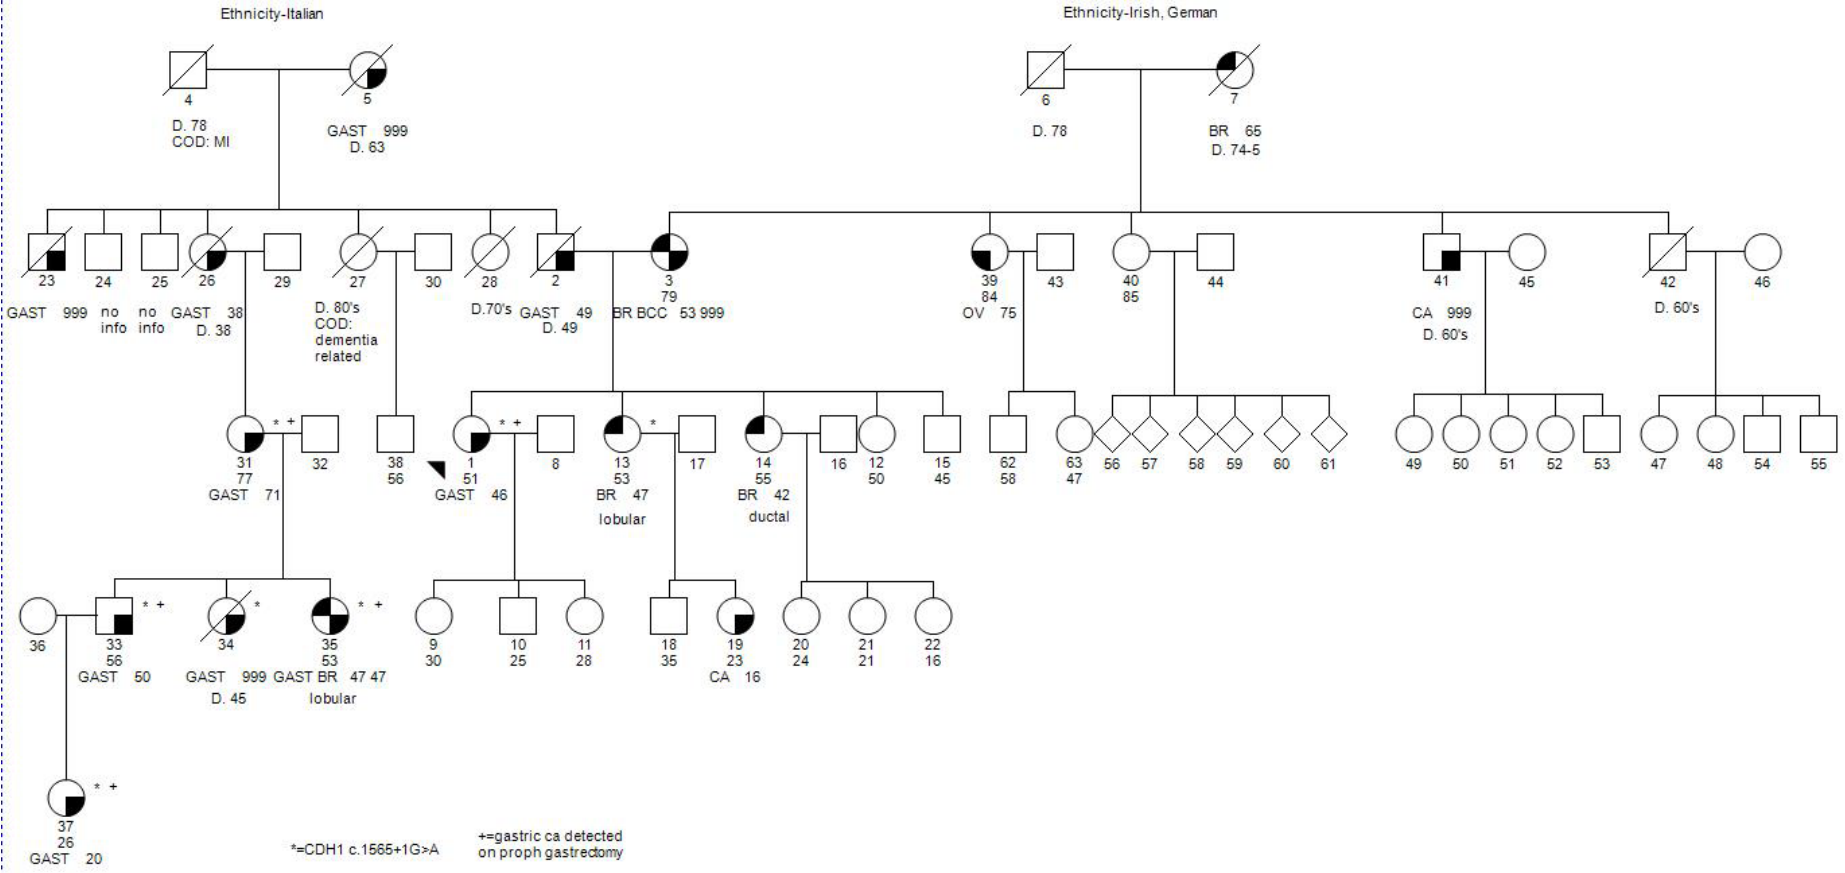 Ethnicity-Italian
Ethnicity-Irish, German
4
5
6
7
D. 78
COD: MI
GAST 999
D. 63
D. 78
BR 65
D. 74-5
23
24
25
26
29
27
30
28
2
3
39
43
40
44
41
45
42
46
79
84
85
GAST 999
no
info
no
info
GAST 38
D. 38
D. 80's
COD:
dementia
related
D.70's
GAST 49
D. 49
BR BCC 53 999
OV 75
CA 999
D. 60's
D. 60's
* +
* +
*
31
32
38
1
8
13
17
14
16
12
15
62
63
56
57
58
59
60
61
49
50
51
52
53
47
48
54
55
77
56
51
53
55
50
45
58
47
GAST 71
GAST 46
BR 47
lobular
BR 42
ductal
* +
*
* +
36
33
34
35
9
10
11
18
19
20
21
22
56
53
30
25
28
35
23
24
21
16
GAST 50
GAST 999
D. 45
GAST BR 47 47
lobular
CA 16
* +
37
26
GAST 20
*=CDH1 c.1565+1G>A
+=gastric ca detected
on proph gastrectomy